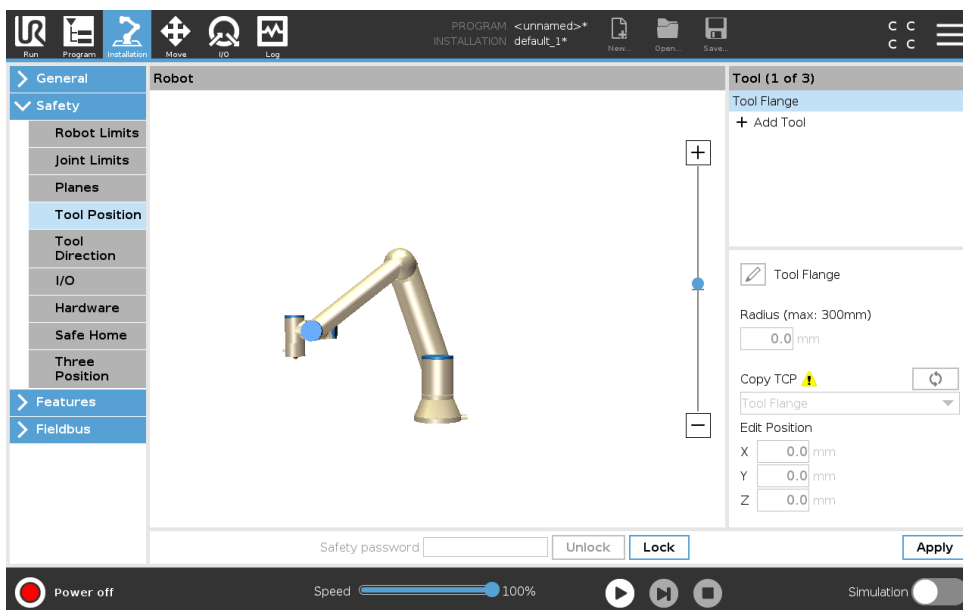 PROGRAM <unnamed>*
INSTALLATION default_1*
UR
Run
Program
Installation
Move
I/O
Log
New...
Open...
Save...
C C
C C
General
Safety
Robot Limits
Joint Limits
Planes
Tool Position
Tool
Direction
I/O
Hardware
Safe Home
Three
Position
Features
Fieldbus
Robot
Tool (1 of 3)
Tool Flange
+ Add Tool
Tool Flange
Radius (max: 300mm)
0.0 mm
Copy TCP
Tool Flange
Edit Position
X 0.0 mm
Y 0.0 mm
Z 0.0 mm
Safety password
Unlock
Lock
Apply
Power off
Speed
100%
Simulation